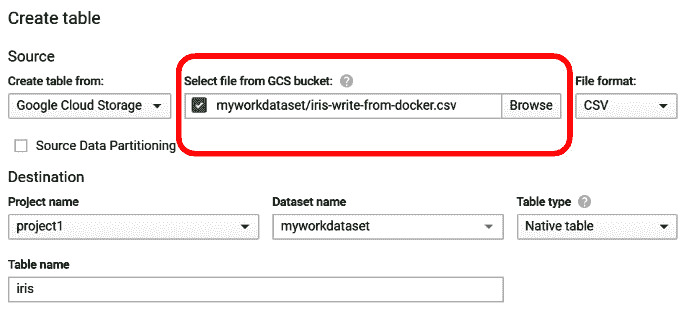 Create table
Source
Create table from: Select file from GCS bucket: ? File format:
Google Cloud Storage myworkdataset/iris-write-from-docker.csv Browse CSV
Source Data Partitioning
Destination
Project name Dataset name Table type ?
project1 myworkdataset Native table
Table name
iris